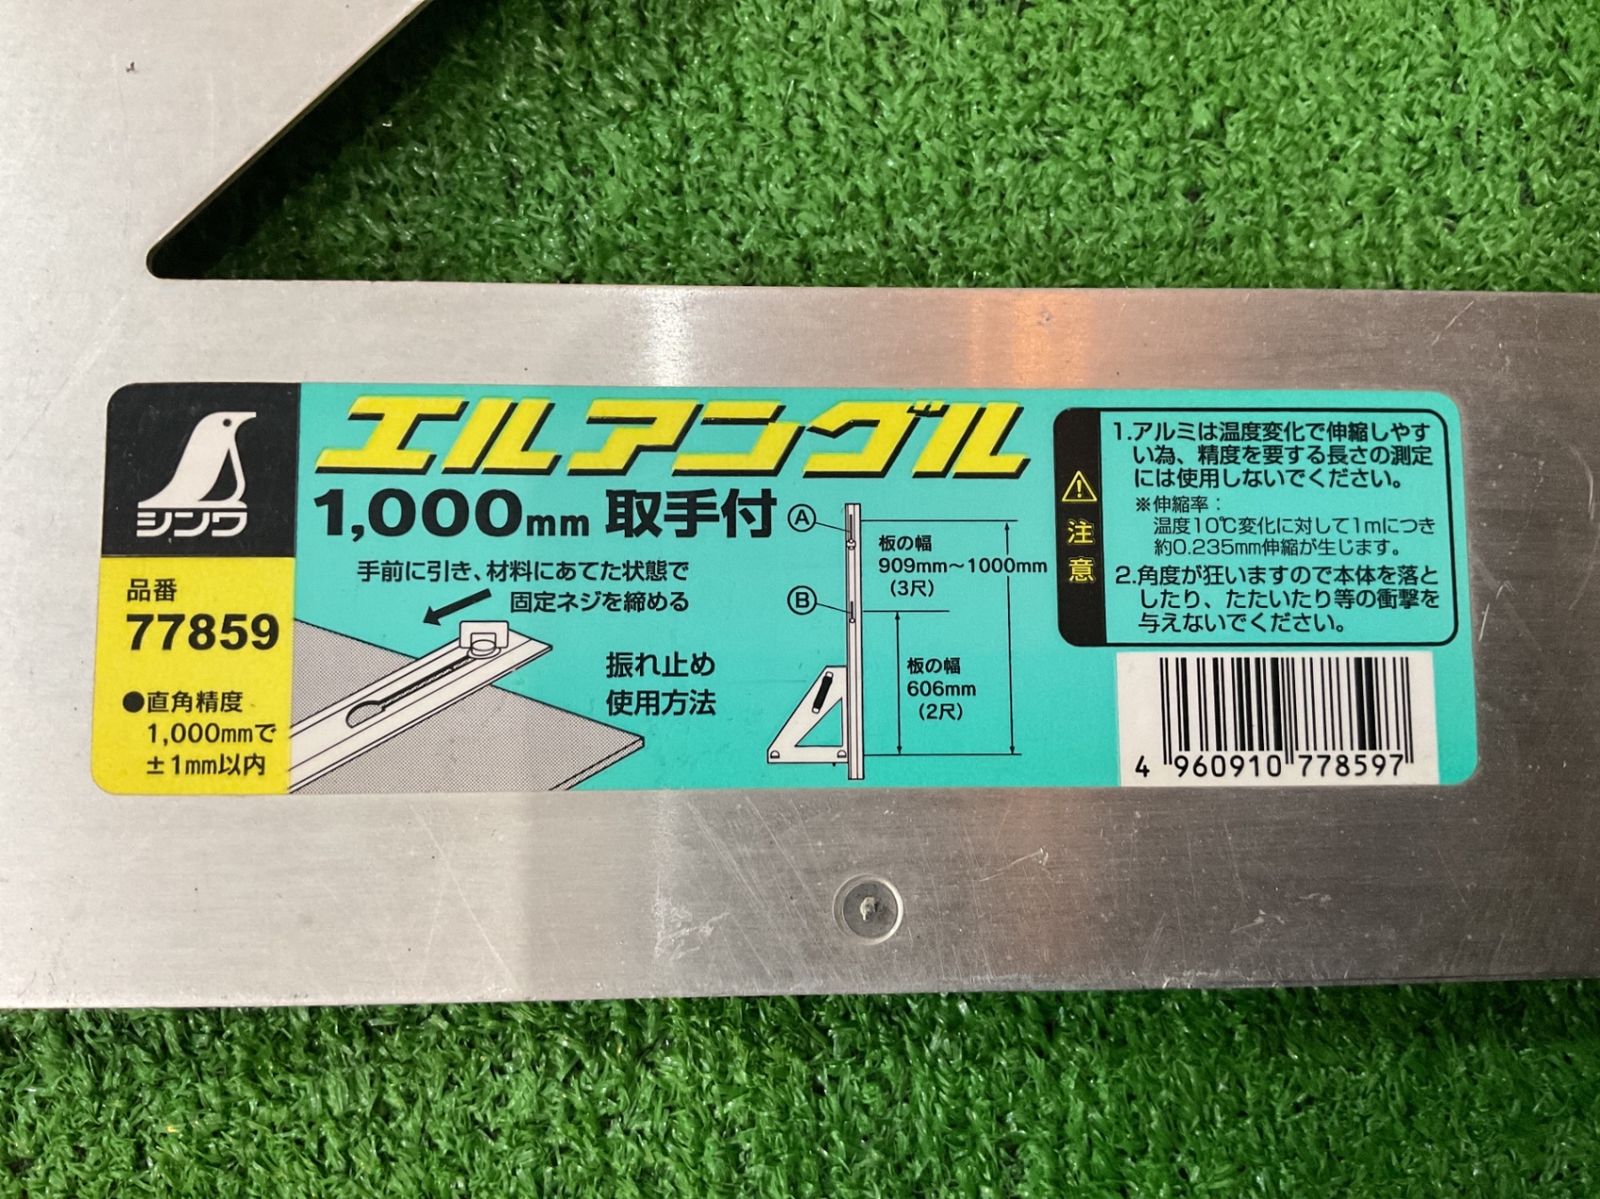 シンワ
品番
77859
●直角精度
1,000mmで
±1mm以内
エルアングル
1,000mm 取手付
手前に引き、材料にあてた状態で
固定ネジを締める
振れ止め
使用方法
A
B
板の幅
909mm～1000mm
（3尺）
板の幅
606mm
（2尺）
注意
1.アルミは温度変化で伸縮しやす
い為、精度を要する長さの測定
には使用しないでください。
※伸縮率：
温度10℃変化に対して1mにつき
約0.235mm伸縮が生じます。
2.角度が狂いますので本体を落と
したり、たたいたり等の衝撃を
与えないでください。
4 960910 778597